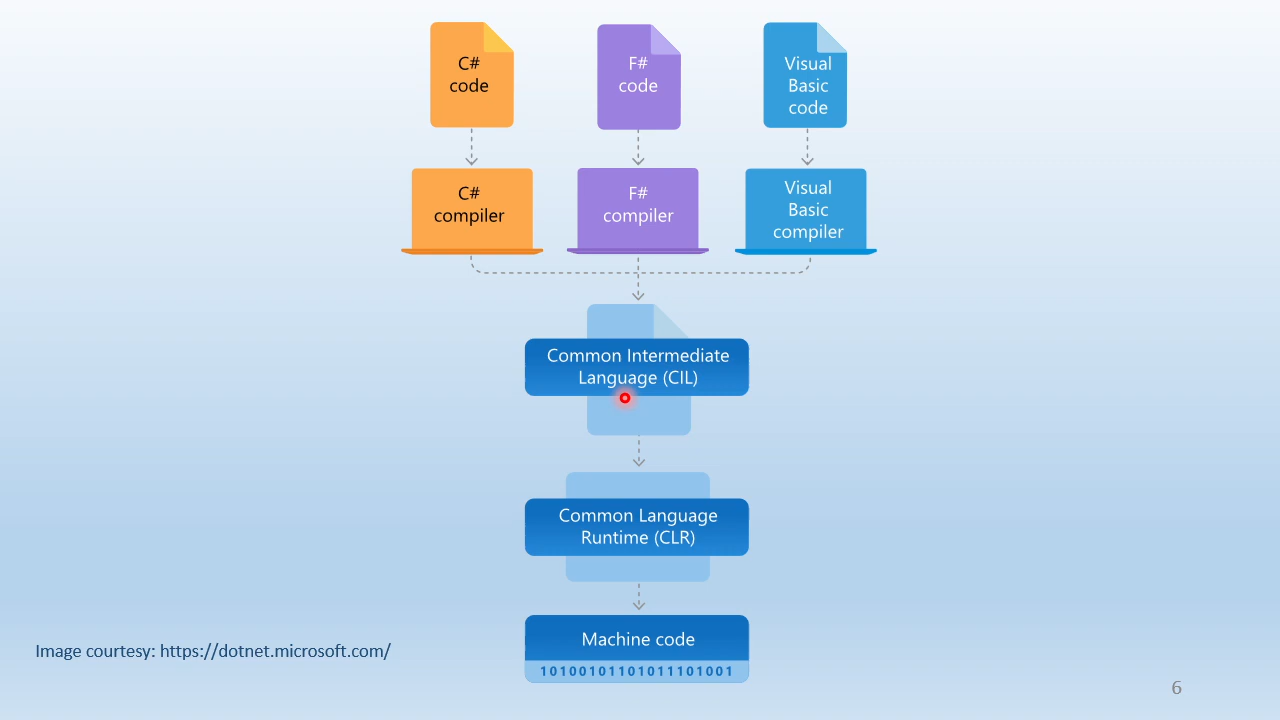 C#
code
F#
code
Visual
Basic
code
C#
compiler
F#
compiler
Visual
Basic
compiler
Common Intermediate
Language (CIL)
Common Language
Runtime (CLR)
Machine code
10100101101011101001
Image courtesy: https://dotnet.microsoft.com/
6